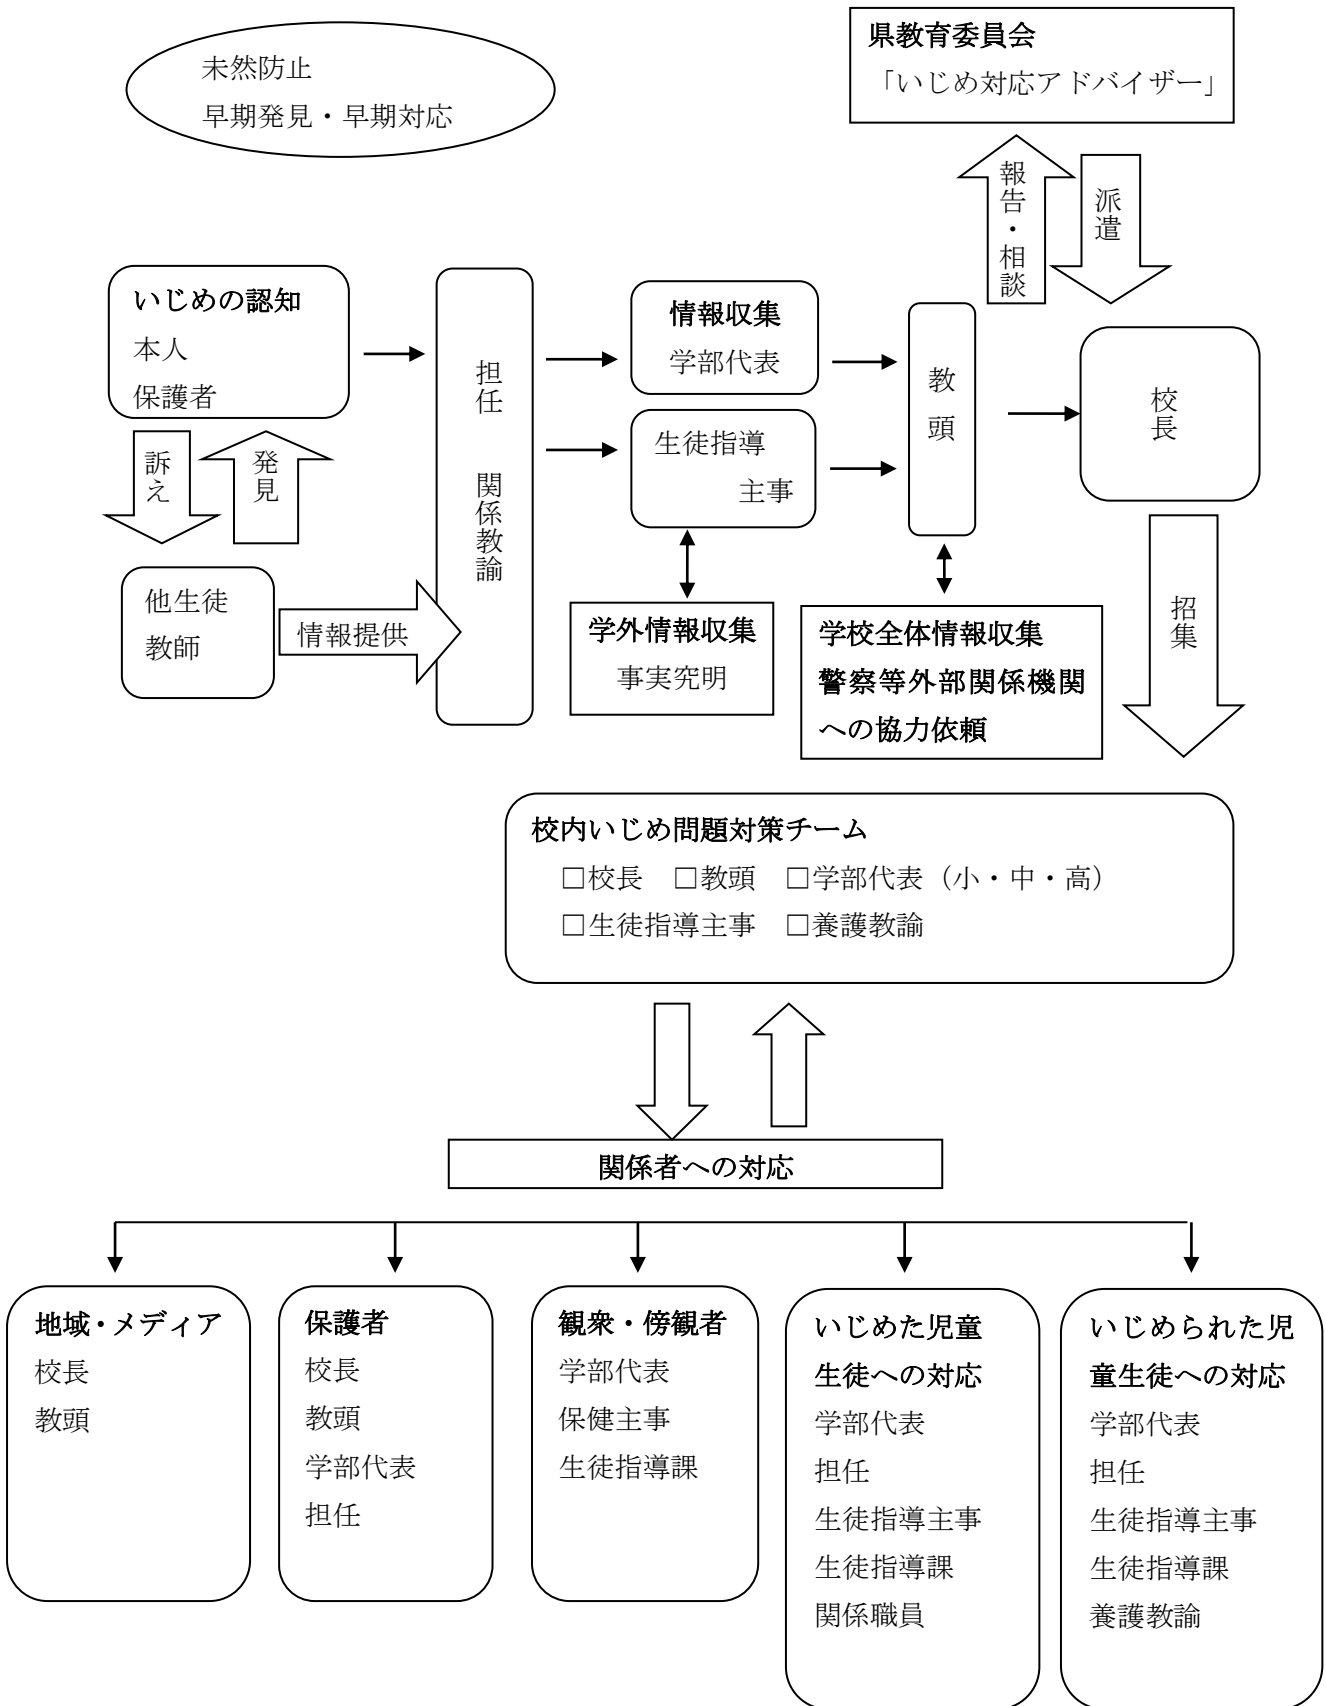 未然防止
早期発見・早期対応
県教育委員会
「いじめ対応アドバイザー」
報告・相談
派遣
いじめの認知
本人
保護者
訴え
発見
他生徒
教師
情報提供
担任　関係教諭
情報収集
学部代表
生徒指導
主事
学外情報収集
事実究明
教頭
学校全体情報収集
警察等外部関係機関
への協力依頼
校長
招集
校内いじめ問題対策チーム
□校長　□教頭　□学部代表（小・中・高）
□生徒指導主事　□養護教諭
関係者への対応
地域・メディア
校長
教頭
保護者
校長
教頭
学部代表
担任
観衆・傍観者
学部代表
保健主事
生徒指導課
いじめた児童
生徒への対応
学部代表
担任
生徒指導主事
生徒指導課
関係職員
いじめられた児
童生徒への対応
学部代表
担任
生徒指導主事
生徒指導課
養護教諭